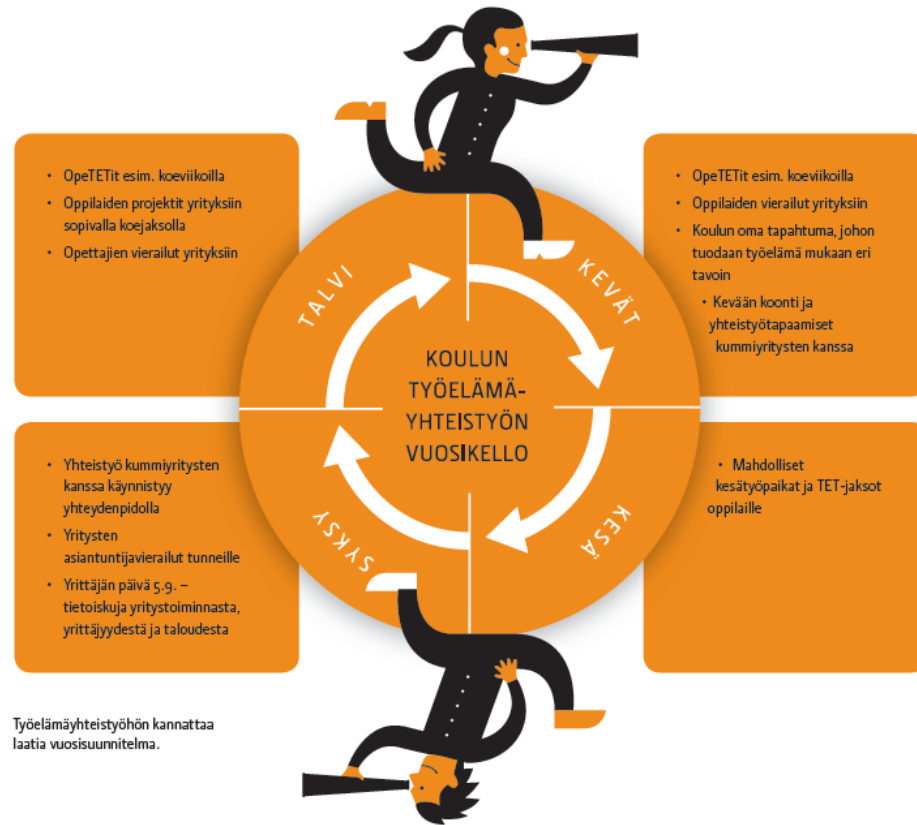 • OpeTETit esim. koeviikoilla
• Oppilaiden projektit yrityksiin
sopivalla koejaksolla
• Opettajien vierailut yrityksiin
• OpeTETit esim. koeviikoilla
• Oppilaiden vierailut yrityksiin
• Koulun oma tapahtuma, johon
tuodaan työelämä mukaan eri
tavoin
• Kevään koonti ja
yhteistyötapaamiset
kummiyritysten kanssa
TALVI
KEVÄT
KOULUN
TYÖELÄMÄ-
YHTEISTYÖN
VUOSIKELLO
SYKSY
KESÄ
• Yhteistyö kummiyritysten
kanssa käynnistyy
yhteydenpidolla
• Yritysten
asiantuntijavierailut tunneille
• Yrittäjän päivä 5.9. –
tietoiskuja yritystoiminnasta,
yrittäjyydestä ja taloudesta
• Mahdolliset
kesätyöpaikat ja TET-jaksot
oppilaille
Työelämäyhteistyöhön kannattaa
laatia vuosisuunnitelma.